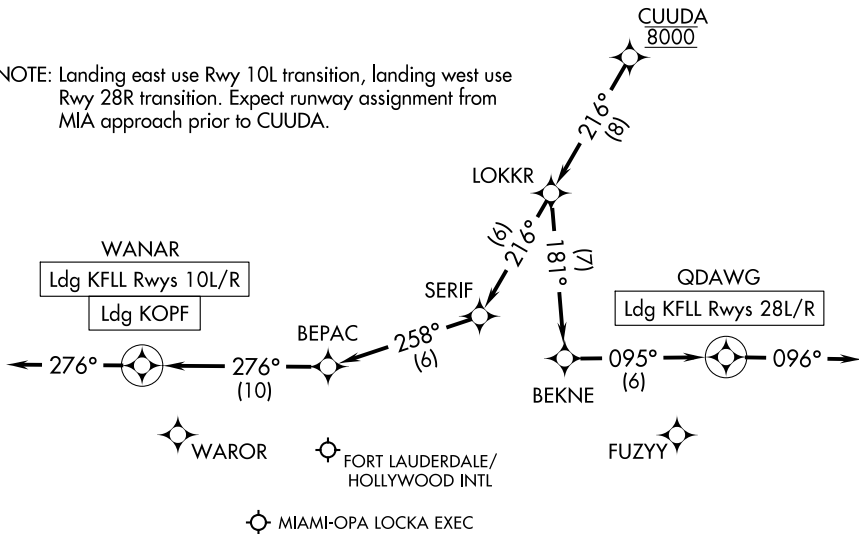 CUUDA
8000
NOTE: Landing east use Rwy 10L transition, landing west use
Rwy 28R transition. Expect runway assignment from
MIA approach prior to CUUDA.
216°
(8)
LOKKR
(6)
216°
181°
(7)
WANAR
Ldg KFLL Rwys 10L/R
Ldg KOPF
SERIF
QDAWG
Ldg KFLL Rwys 28L/R
BEPAC
258°
(6)
276°
276°
(10)
095°
(6)
096°
BEKNE
WAROR
FORT LAUDERDALE/
HOLLYWOOD INTL
FUZYY
MIAMI-OPA LOCKA EXEC